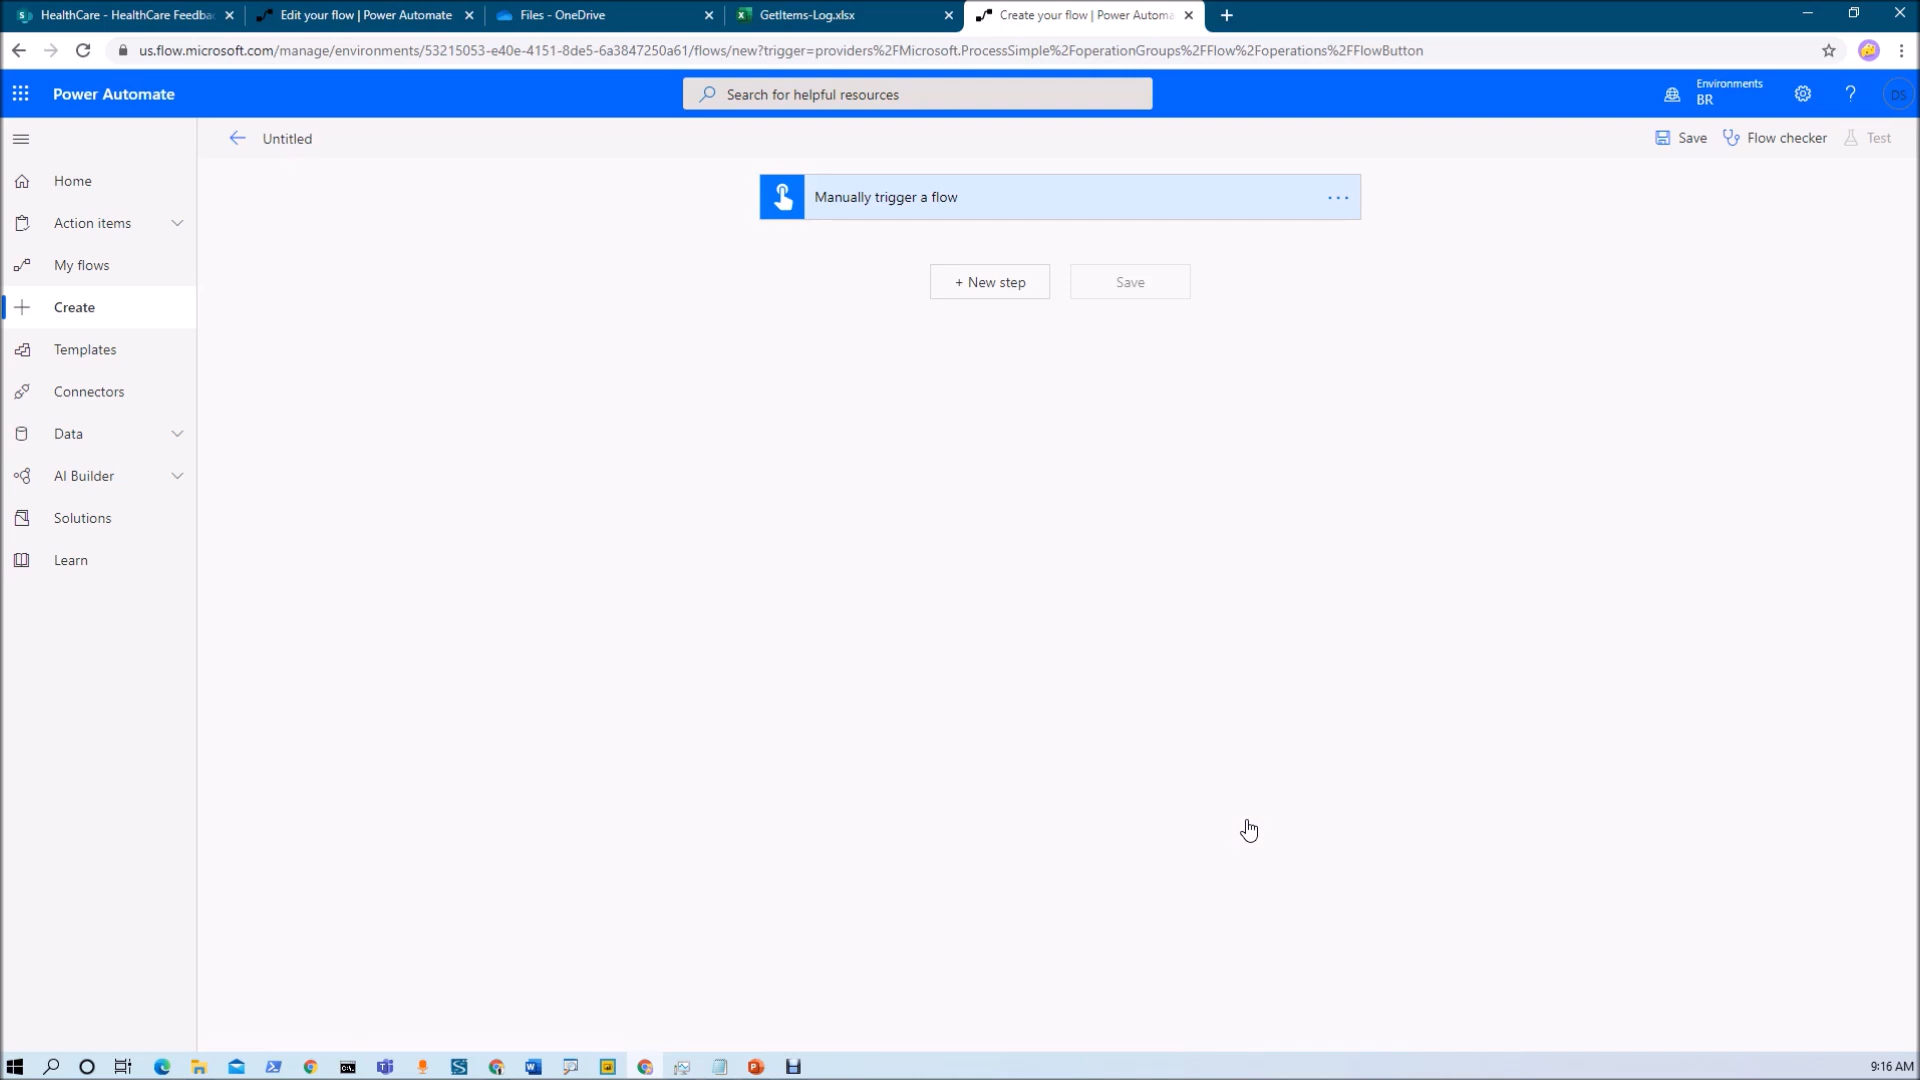 HealthCare - HealthCare Feedba
Edit your flow | Power Automate
Files - OneDrive
GetItems-Log.xlsx
Create your flow | Power Automa
us.flow.microsoft.com/manage/environments/53215053-e40e-4151-8de5-6a3847250a61/flows/new?trigger=providers%2FMicrosoft.ProcessSimple%2FoperationGroups%2FFlow%2Foperations%2FFlowButton
Power Automate
Search for helpful resources
Environments
BR
DS
Untitled
Save
Flow checker
Test
Home
Action items
My flows
Create
Templates
Connectors
Data
AI Builder
Solutions
Learn
Manually trigger a flow
+ New step
Save
9:16 AM